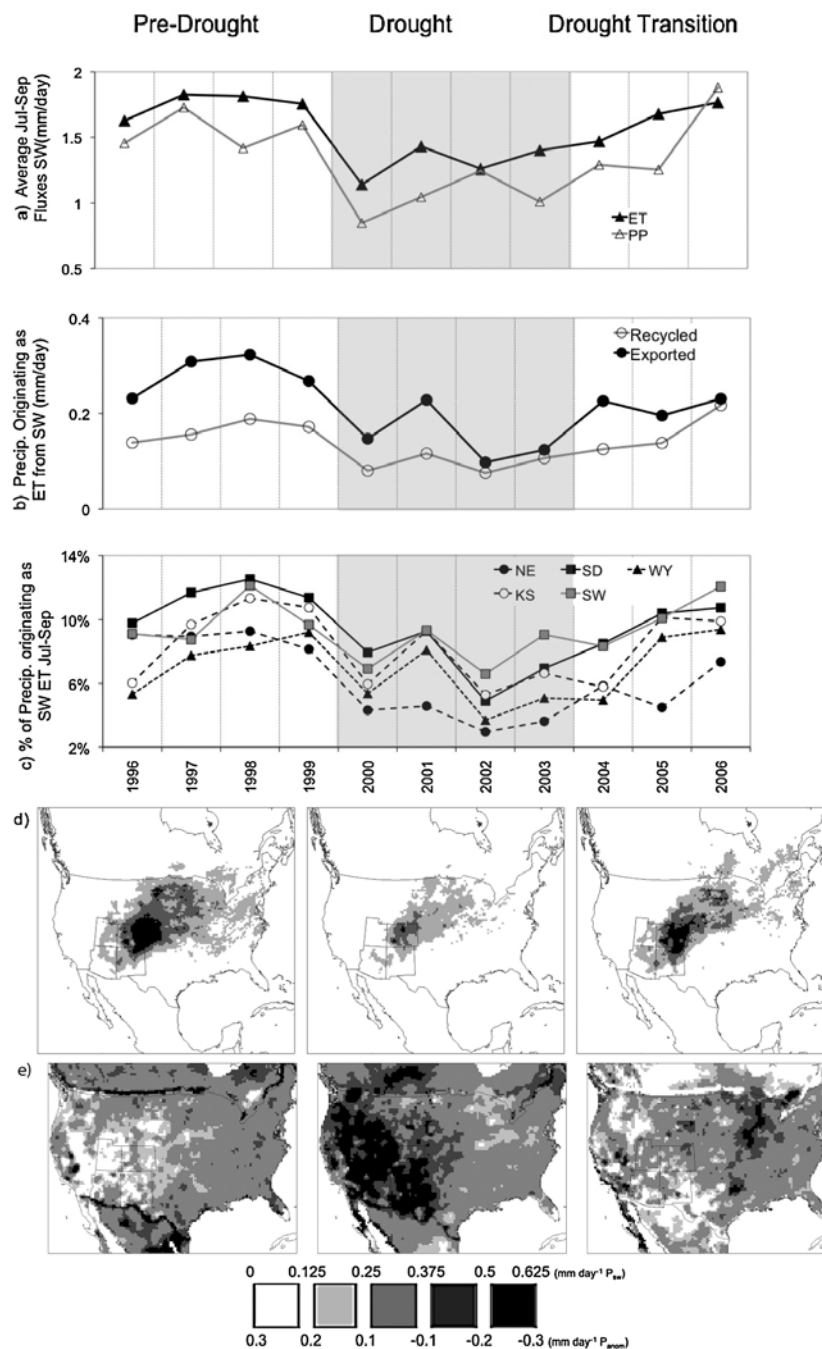 Pre-Drought Drought Drought Transition
a) Average Jul-Sep
Fluxes SW(mm/day)
2
1.5
1
0.5
ET
PP
b) Precip. Originating as
ET from SW (mm/day)
0.4
0.2
0
Recycled
Exported
c) % of Precip. originating as
SW ET Jul-Sep
14%
10%
6%
2%
NE SD WY
KS SW
1996 1997 1998 1999 2000 2001 2002 2003 2004 2005 2006
d)
e)
0 0.125 0.25 0.375 0.5 0.625 (mm day-1 Psw)
0.3 0.2 0.1 -0.1 -0.2 -0.3 (mm day-1 Panom)